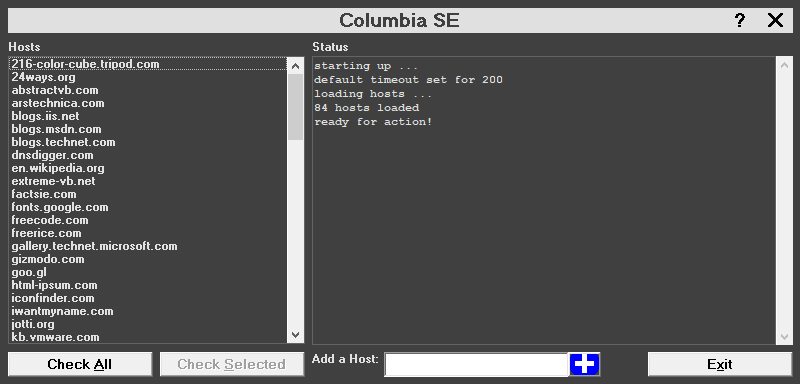 Columbia SE
? X
Hosts
216-color-cube.tripod.com
24ways.org
abstractvb.com
arstechnica.com
blogs.iis.net
blogs.msdn.com
blogs.technet.com
dnsdigger.com
en.wikipedia.org
extreme-vb.net
factsie.com
fonts.google.com
freecode.com
freerice.com
gallery.technet.microsoft.com
gizmodo.com
goo.gl
html-ipsum.com
iconfinder.com
iwantmyname.com
jotti.org
kb.vmware.com
Status
starting up ...
default timeout set for 200
loading hosts ...
84 hosts loaded
ready for action!
Check All
Check Selected
Add a Host:
Exit